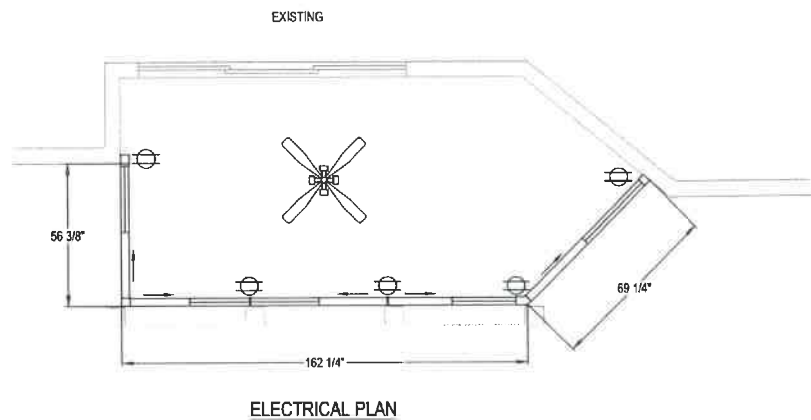 EXISTING
56 3/8"
69 1/4"
162 1/4"
ELECTRICAL PLAN